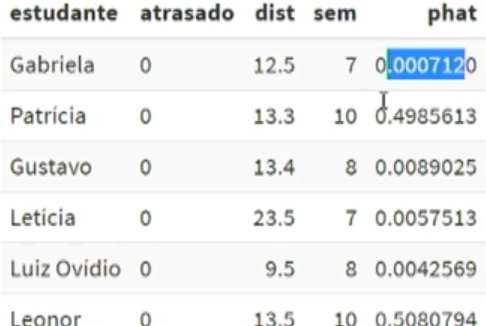 estudante atrasado dist sem phat
Gabriela 0 12.5 7 0.0007120
Patrícia 0 13.3 10 0.4985613
Gustavo 0 13.4 8 0.0089025
Letícia 0 23.5 7 0.0057513
Luiz Ovídio 0 9.5 8 0.0042569
Leonor 0 13.5 10 0.5080794